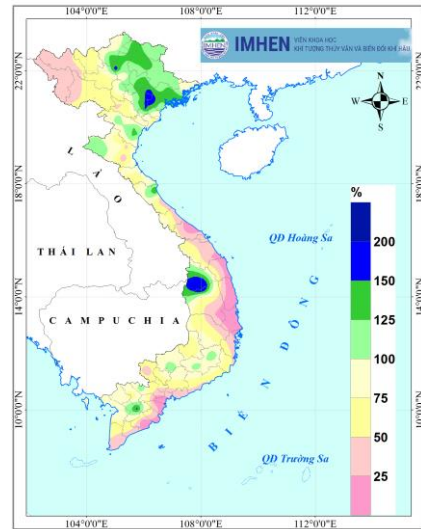 104°0'0"E 108°0'0"E 112°0'0"E
IMHEN VIỆN KHOA HỌC
KHÍ TƯỢNG THỦY VĂN VÀ BIẾN ĐỔI KHÍ HẬU
IMHEN
22°0'0"N
N
W E
S
LÀO
18°0'0"N
%
QĐ Hoàng Sa
THÁI LAN
200
150
125
100
75
50
25
14°0'0"N
CAMPUCHIA
BIỂN ĐÔNG
10°0'0"N
QĐ Trường Sa
104°0'0"E 108°0'0"E 112°0'0"E